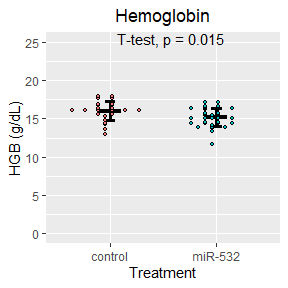 Hemoglobin
T-test, p = 0.015
HGB (g/dL)
25
20
15
10
5
0
control
miR-532
Treatment